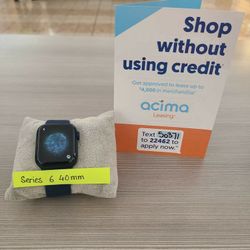 Shop
without
using credit
Get approved to lease up to
$4,000 in merchandise
acima
Leasing
Text 50371
to 22462 to
apply now.
Series 6 40mm